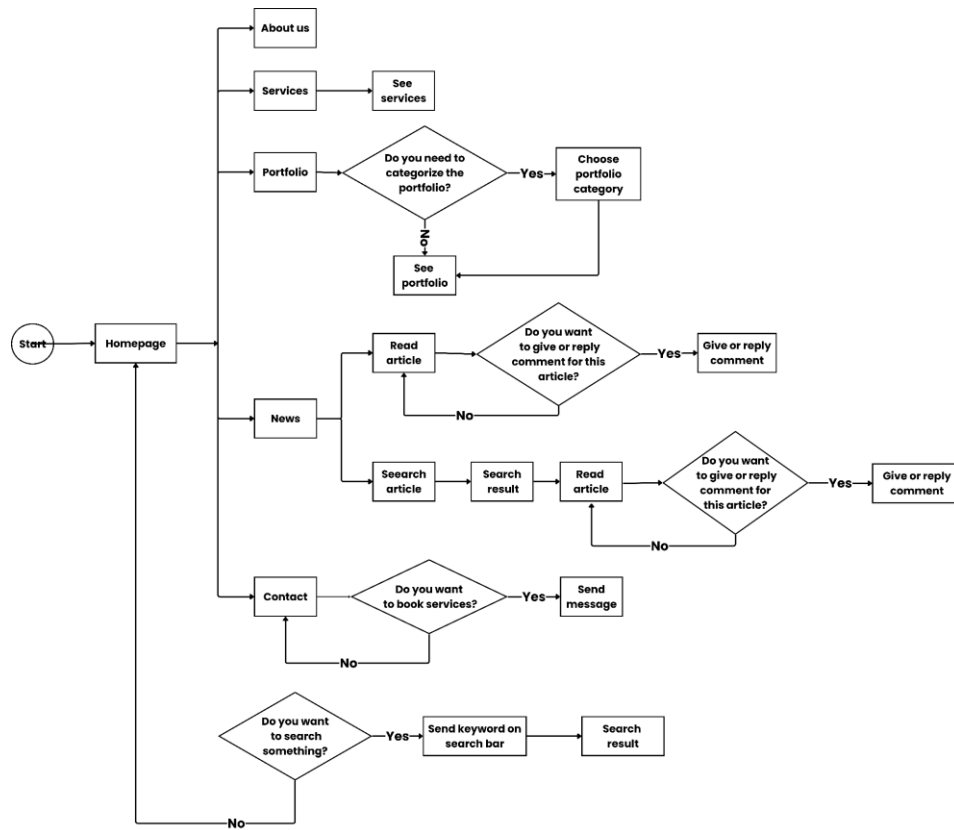 About us
Services
See
services
Portfolio
Do you need to
categorize the
portfolio?
Yes
Choose
portfolio
category
No
See
portfolio
Start
Homepage
News
Read
article
Do you want
to give or reply
comment for this
article?
Yes
Give or reply
comment
No
Seearch
article
Search
result
Read
article
Do you want
to give or reply
comment for
this article?
Yes
Give or reply
comment
No
Contact
Do you want
to book services?
Yes
Send
message
No
Do you want
to search
something?
Yes
Send keyword on
search bar
Search
result
No